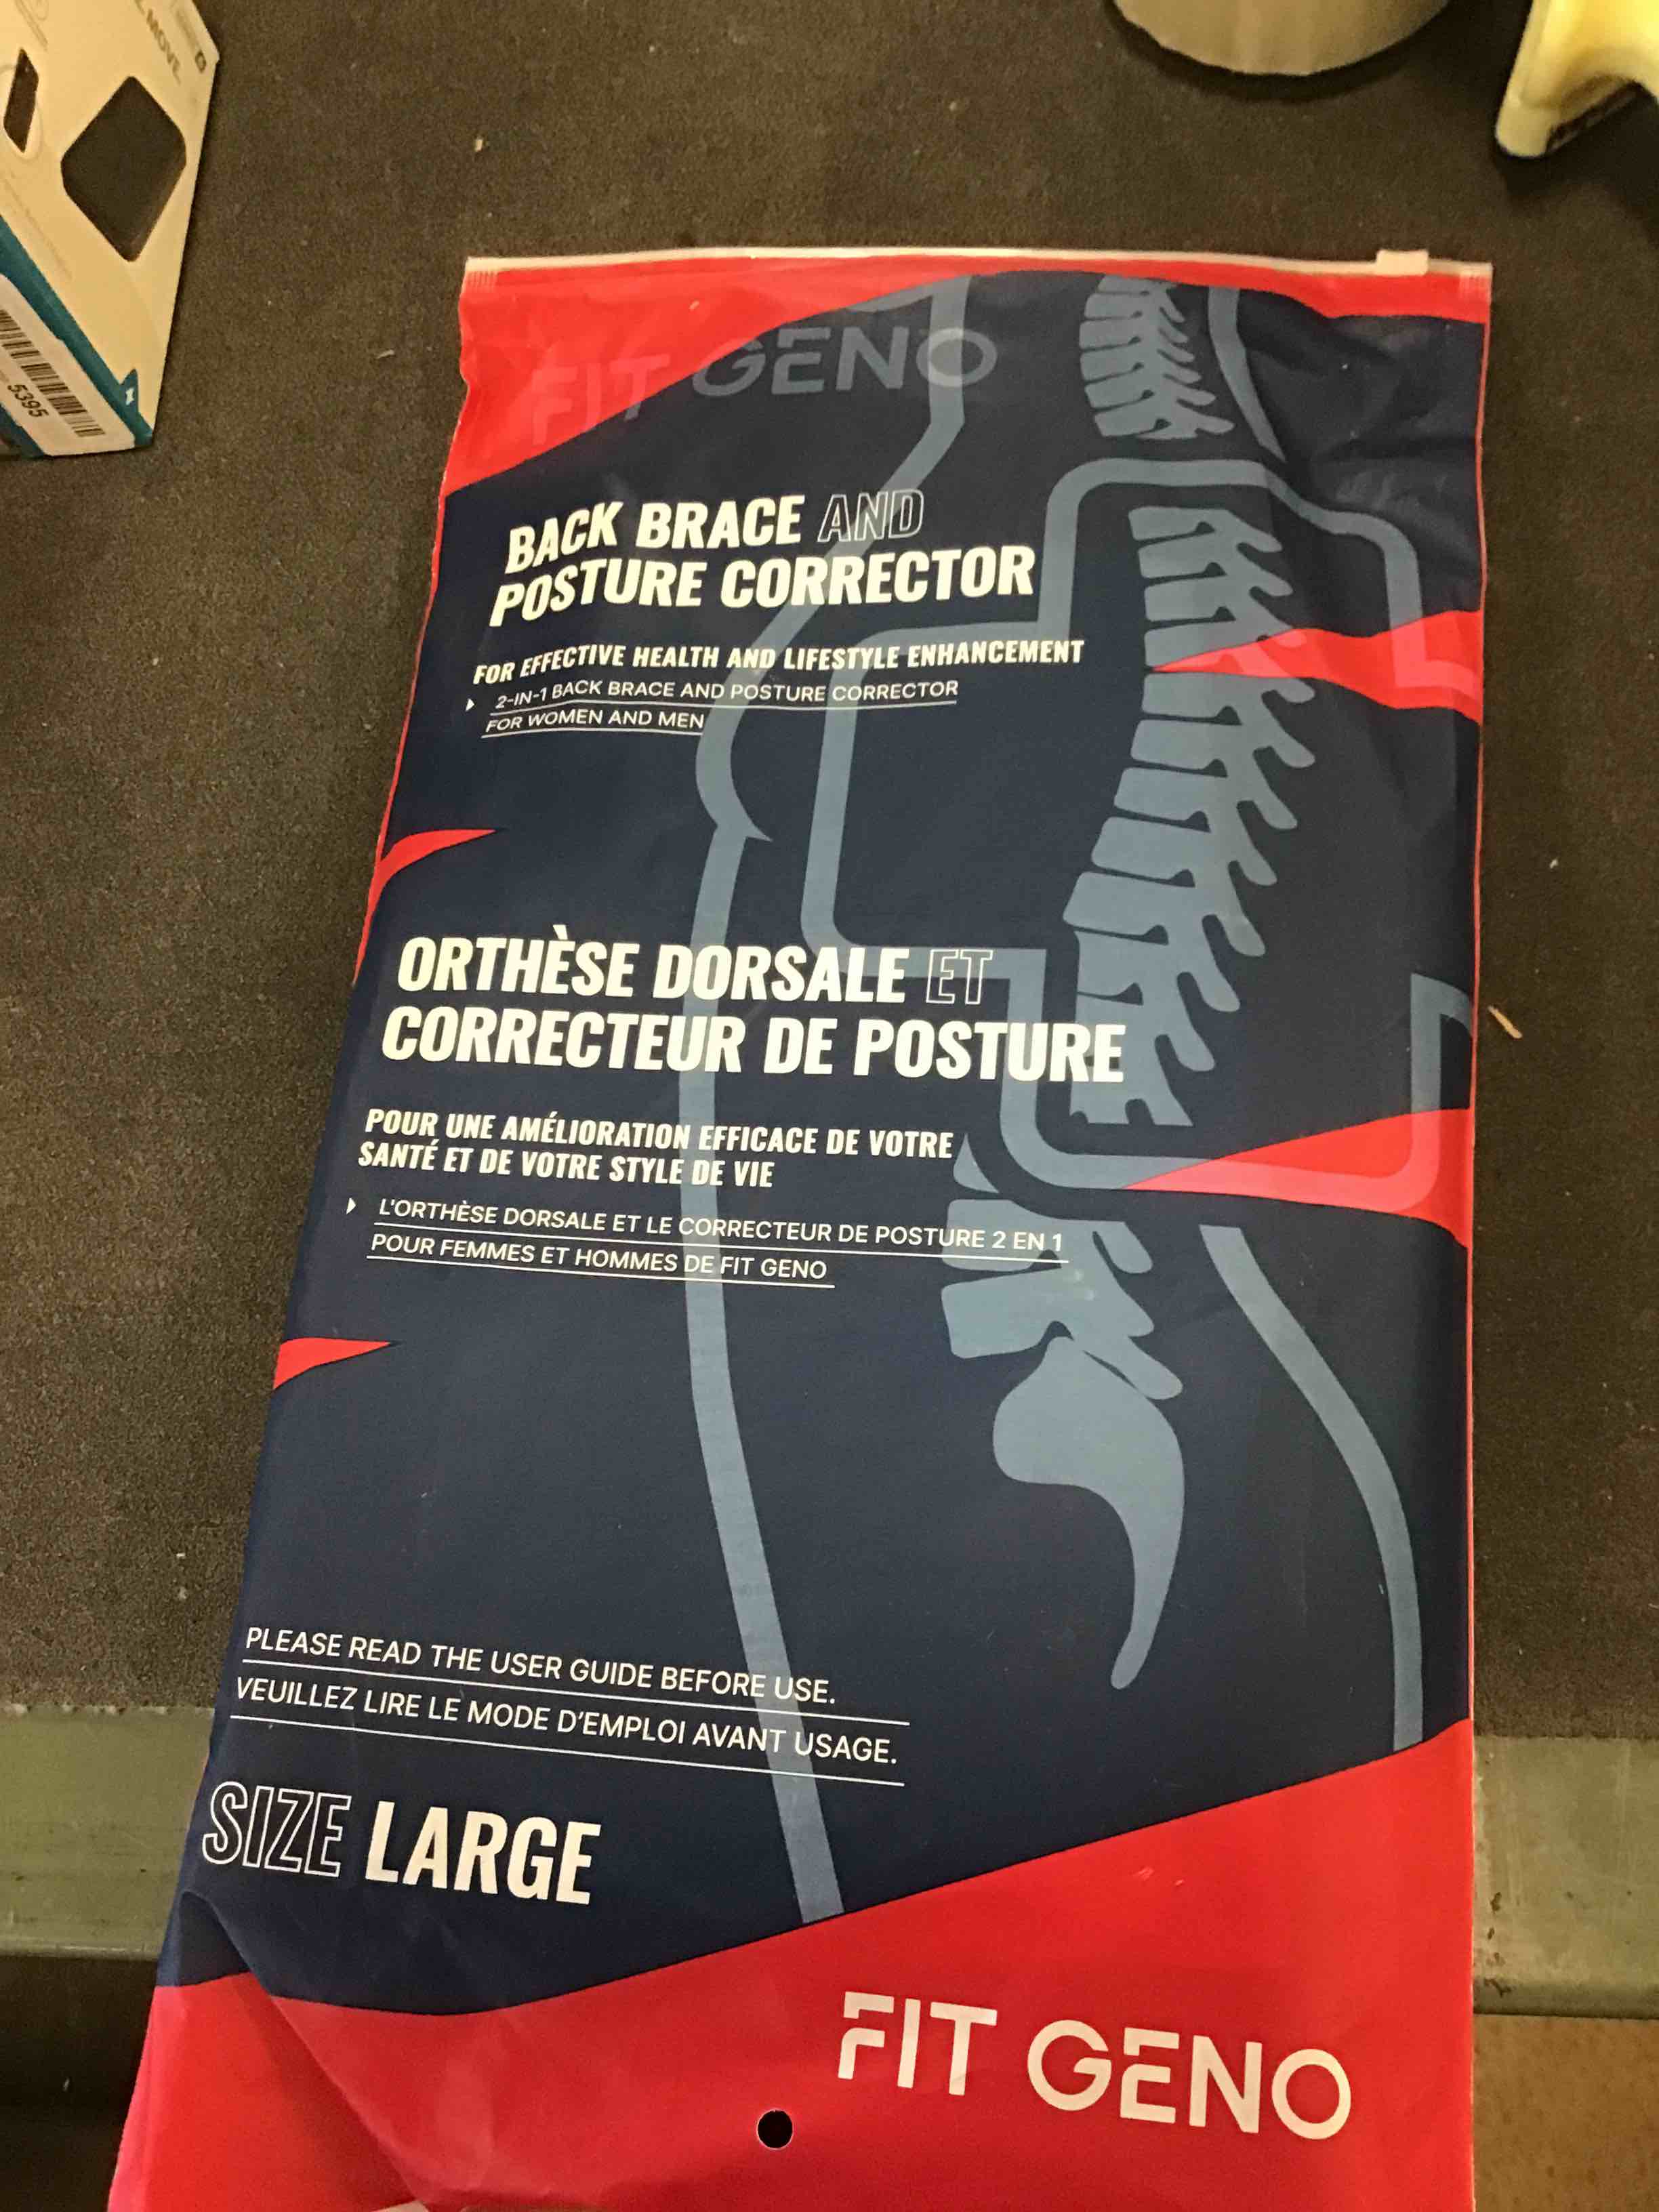 MOVE
5395
FIT GENO
BACK BRACE AND
POSTURE CORRECTOR
FOR EFFECTIVE HEALTH AND LIFESTYLE ENHANCEMENT
2-IN-1 BACK BRACE AND POSTURE CORRECTOR
FOR WOMEN AND MEN
ORTHÈSE DORSALE ET
CORRECTEUR DE POSTURE
POUR UNE AMÉLIORATION EFFICACE DE VOTRE
SANTÉ ET DE VOTRE STYLE DE VIE
L'ORTHÈSE DORSALE ET LE CORRECTEUR DE POSTURE 2 EN 1
POUR FEMMES ET HOMMES DE FIT GENO
PLEASE READ THE USER GUIDE BEFORE USE.
VEUILLEZ LIRE LE MODE D'EMPLOI AVANT USAGE.
SIZE LARGE
FIT GENO